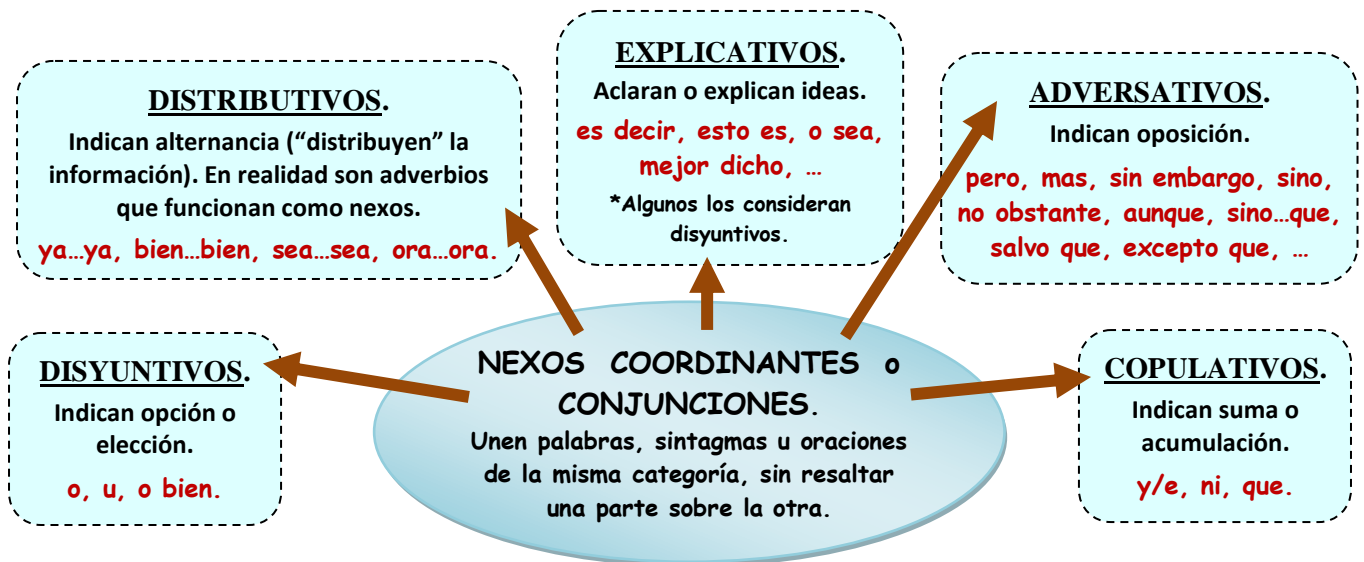 DISTRIBUTIVOS.
Indican alternancia (“distribuyen” la
información). En realidad son adverbios
que funcionan como nexos.
ya…ya, bien…bien, sea…sea, ora…ora.
EXPLICATIVOS.
Aclaran o explican ideas.
es decir, esto es, o sea,
mejor dicho, …
*Algunos los consideran
disyuntivos.
ADVERSATIVOS.
Indican oposición.
pero, mas, sin embargo, sino,
no obstante, aunque, sino…que,
salvo que, excepto que, …
DISYUNTIVOS.
Indican opción o
elección.
o, u, o bien.
NEXOS COORDINANTES o
CONJUNCIONES.
Unen palabras, sintagmas u oraciones
de la misma categoría, sin resaltar
una parte sobre la otra.
COPULATIVOS.
Indican suma o
acumulación.
y/e, ni, que.